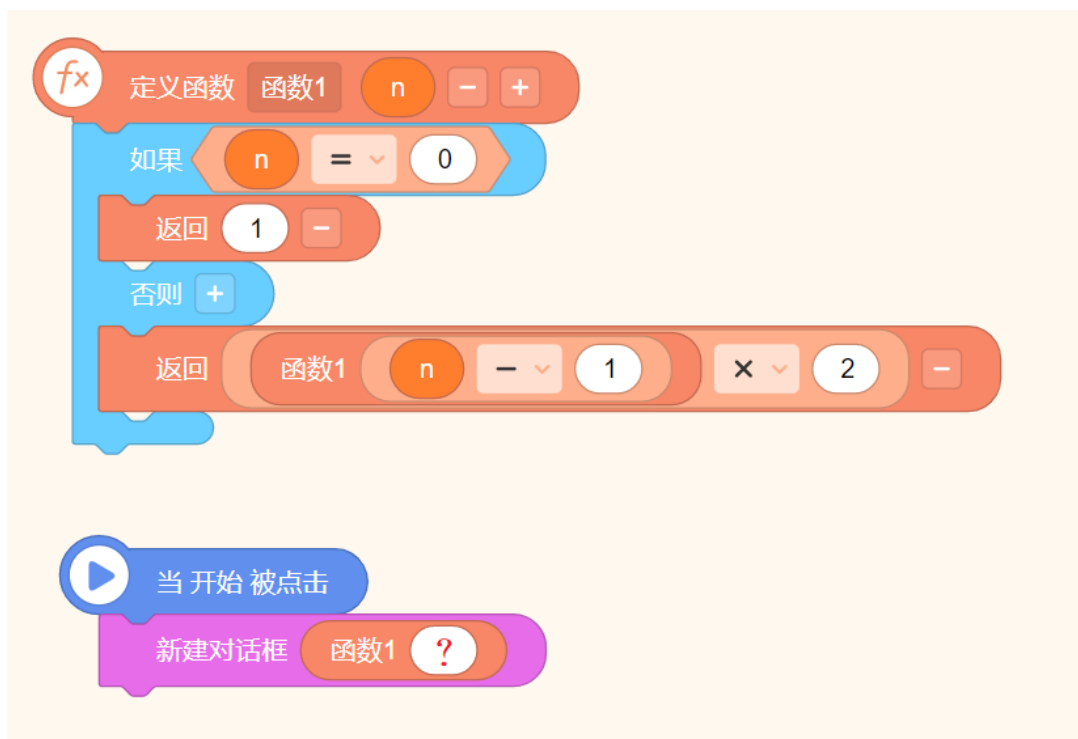 fx 定义函数 函数1 n − +
如果 n = 0
返回 1 −
否则 +
返回 函数1 n − 1 × 2 −
当 开始 被点击
新建对话框 函数1 ?